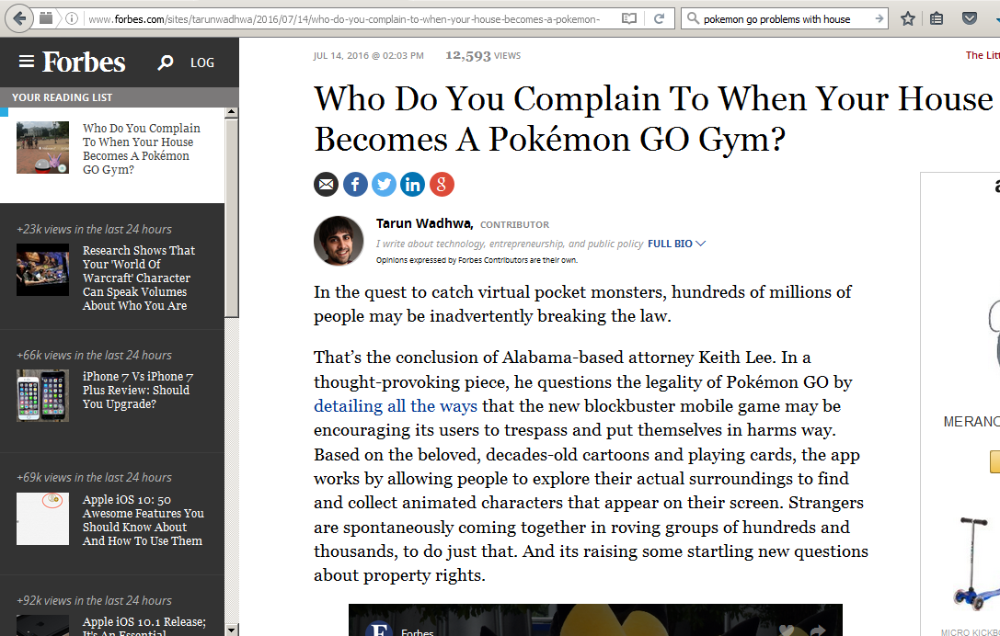 www.forbes.com/sites/tarunwadhwa/2016/07/14/who-do-you-complain-to-when-your-house-becomes-a-pokemon-
pokemon go problems with house
Forbes
LOG
YOUR READING LIST
Who Do You Complain
To When Your House
Becomes A Pokémon
GO Gym?
+23k views in the last 24 hours
Research Shows That
Your 'World Of
Warcraft' Character
Can Speak Volumes
About Who You Are
+66k views in the last 24 hours
iPhone 7 Vs iPhone 7
Plus Review: Should
You Upgrade?
+69k views in the last 24 hours
Apple iOS 10: 50
Awesome Features You
Should Know About
And How To Use Them
+92k views in the last 24 hours
Apple iOS 10.1 Release;
It's An Essential
JUL 14, 2016 @ 02:03 PM 12,593 VIEWS
The Litt
Who Do You Complain To When Your House
Becomes A Pokémon GO Gym?
Tarun Wadhwa, CONTRIBUTOR
I write about technology, entrepreneurship, and public policy FULL BIO
Opinions expressed by Forbes Contributors are their own.
In the quest to catch virtual pocket monsters, hundreds of millions of
people may be inadvertently breaking the law.
That's the conclusion of Alabama-based attorney Keith Lee. In a
thought-provoking piece, he questions the legality of Pokémon GO by
detailing all the ways that the new blockbuster mobile game may be
encouraging its users to trespass and put themselves in harms way.
Based on the beloved, decades-old cartoons and playing cards, the app
works by allowing people to explore their actual surroundings to find
and collect animated characters that appear on their screen. Strangers
are spontaneously coming together in roving groups of hundreds and
thousands, to do just that. And its raising some startling new questions
about property rights.
F Forbes
MERANO
MICRO KICKBO